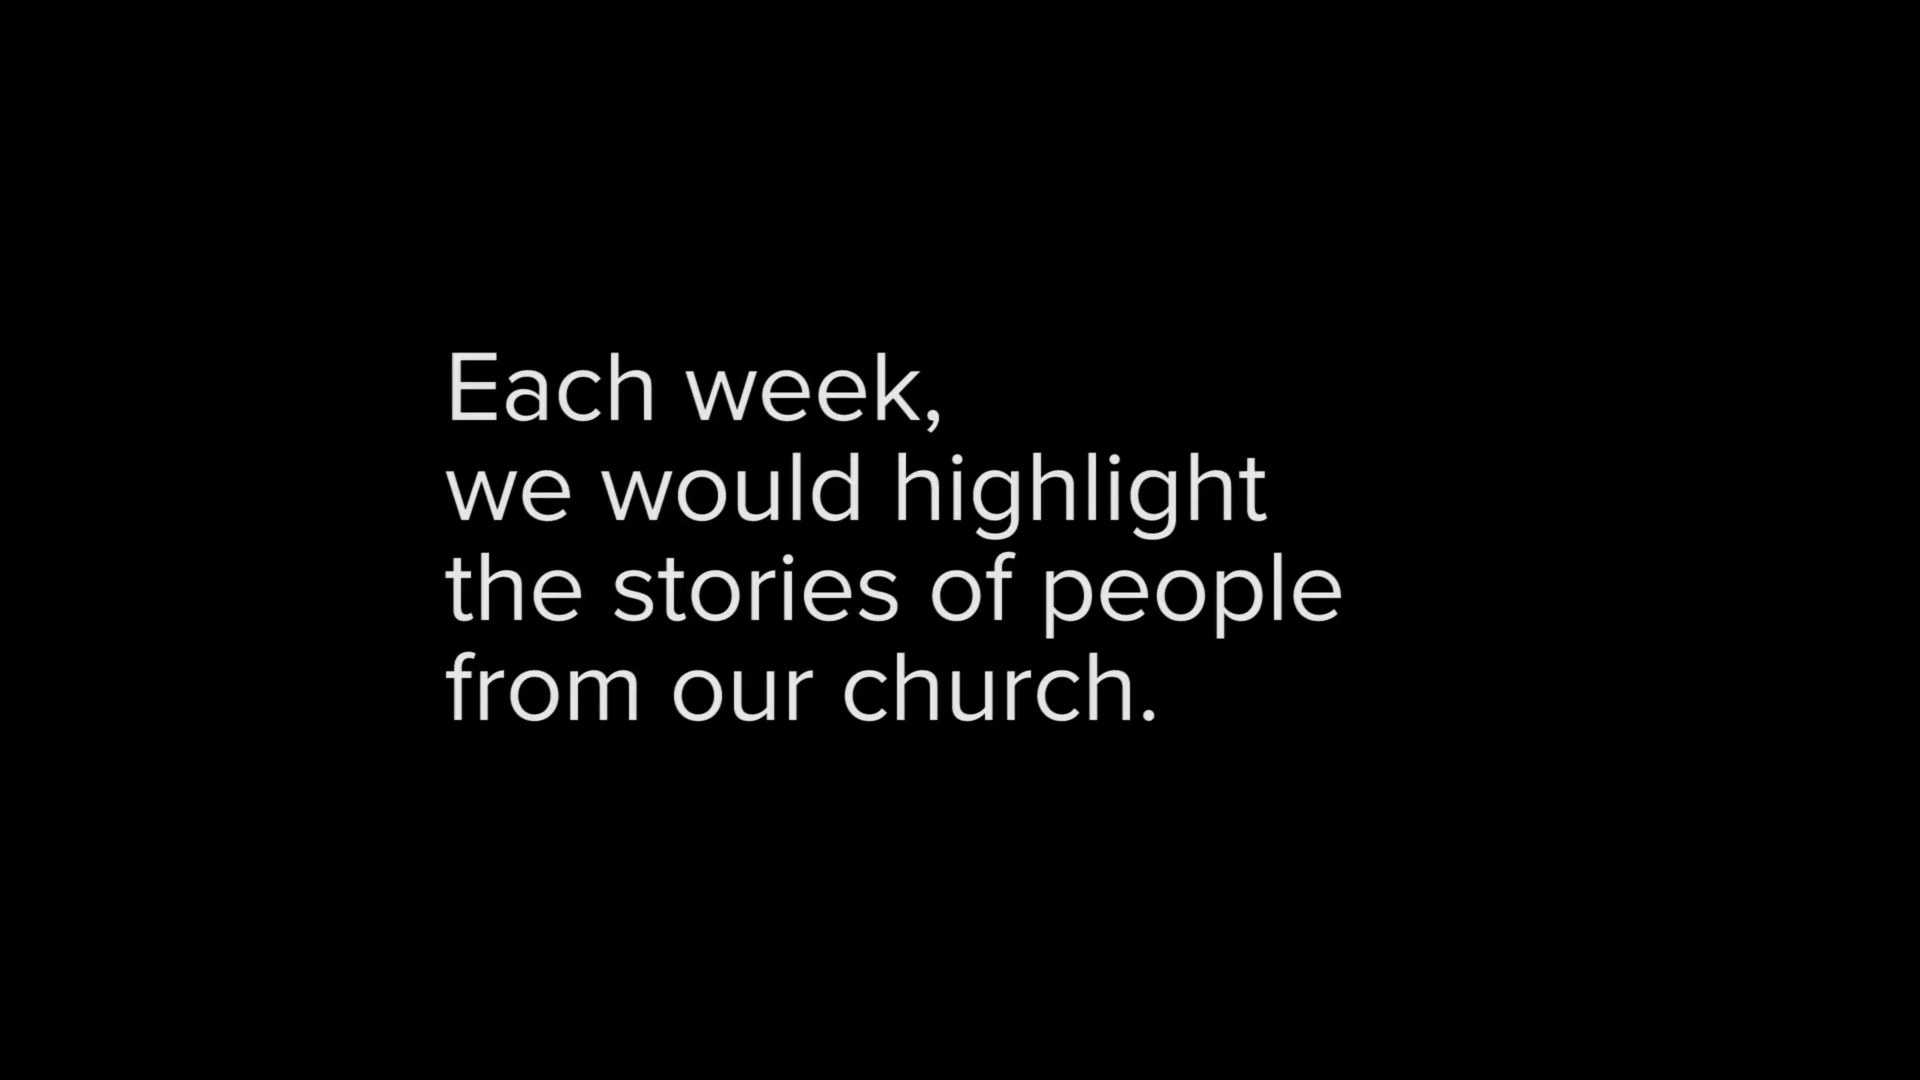 Each week,
we would highlight
the stories of people
from our church.